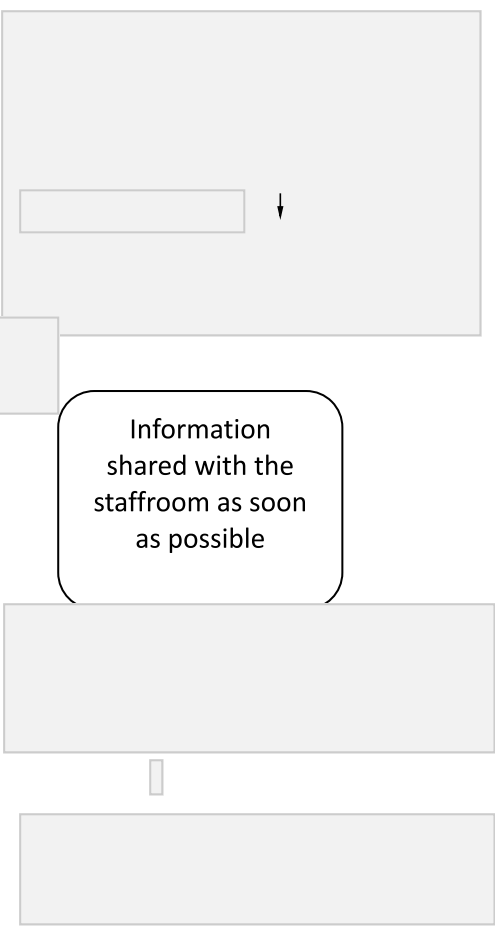 Information
shared with the
staffroom as soon
as possible